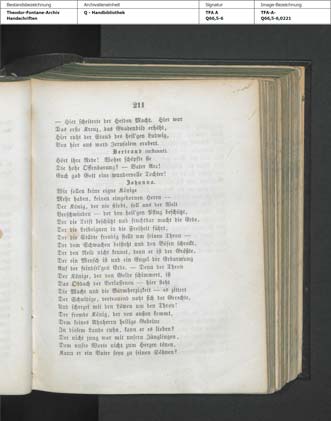 Bestandsbezeichnung
Theodor-Fontane-Archiv
Handschriften
Archivalieneinheit
Q - Handbibliothek
Signatur
TFA A
Q66,5-6
Image-Bezeichnung
TFA-A-
Q66,5-6,0221
211
— Hier scheiterte der Heiden Macht. Hier war
Das erste Kreuz, das Gnadenbild erhöht,
Hier ruht der Staub des heil'gen Ludwig,
Von hier aus ward Jerusalem erobert.
Bertrand
Hört ihre Rede! Woher schöpfte sie
Die hohe Offenbarung? — Vater Arc!
Euch gab Gott eine wundervolle Tochter!
Johanna.
Wir sollen keine eigne Könige
Mehr haben, keinen eingebornen Herrn —
Der König, der nie stirbt, soll aus der Welt
Verschwinden — der den heil'gen Pflug beschützt,
Der die Trift beschützt und fruchtbar macht die Erde,
Der die Leibeignen in die Freiheit führt,
Der die Städte freudig stellt um seinen Thron —
Der dem Schwachen beisteht und den Bösen schreckt,
Der den Neid nicht kennet, denn er ist der Größte,
Der ein Mensch ist und ein Engel der Erbarmung
Auf der feindsel'gen Erde. — Denn der Thron
Der Könige, der von Golde schimmert, ist
Das Obdach der Verlassenen — hier steht
Die Macht und die Barmherzigkeit — es zittert
Der Schuldige, vertrauend naht sich der Gerechte,
Und scherzet mit den Löwen um den Thron!
Der fremde König, der von außen kommt,
Dem keines Ahnherrn heilige Gebeine
In diesem Lande ruhn, kann er es lieben?
Der nicht jung war mit unsern Jünglingen,
Dem unsre Worte nicht zum Herzen tönen,
Kann er ein Vater seyn zu seinen Söhnen?